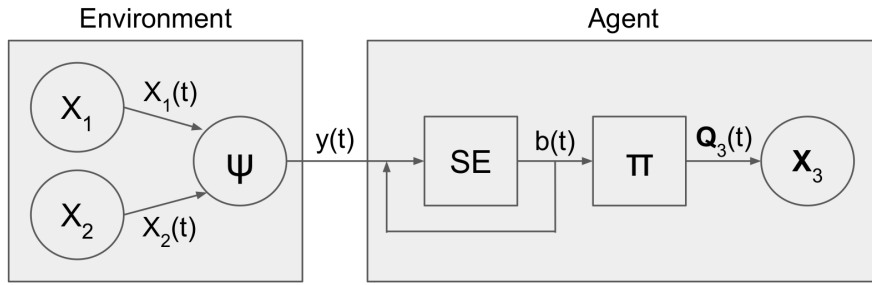 Environment
Agent
X₁
X₁(t)
X₂
X₂(t)
ψ
y(t)
SE
b(t)
π
Q₃(t)
X₃